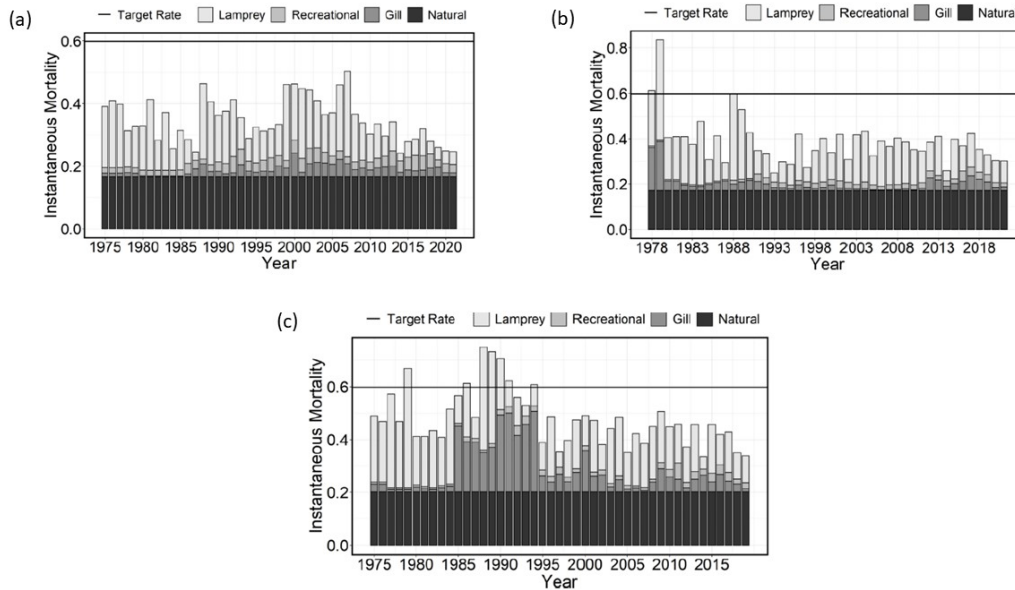 (a)
Target Rate Lamprey Recreational Gill Natural
Instantaneous Mortality
0.6
0.4
0.2
0.0
1975 1980 1985 1990 1995 2000 2005 2010 2015 2020
Year
(b)
Target Rate Lamprey Recreational Gill Natural
Instantaneous Mortality
0.8
0.6
0.4
0.2
0.0
1978 1983 1988 1993 1998 2003 2008 2013 2018
Year
(c)
Target Rate Lamprey Recreational Gill Natural
Instantaneous Mortality
0.6
0.4
0.2
0.0
1975 1980 1985 1990 1995 2000 2005 2010 2015
Year